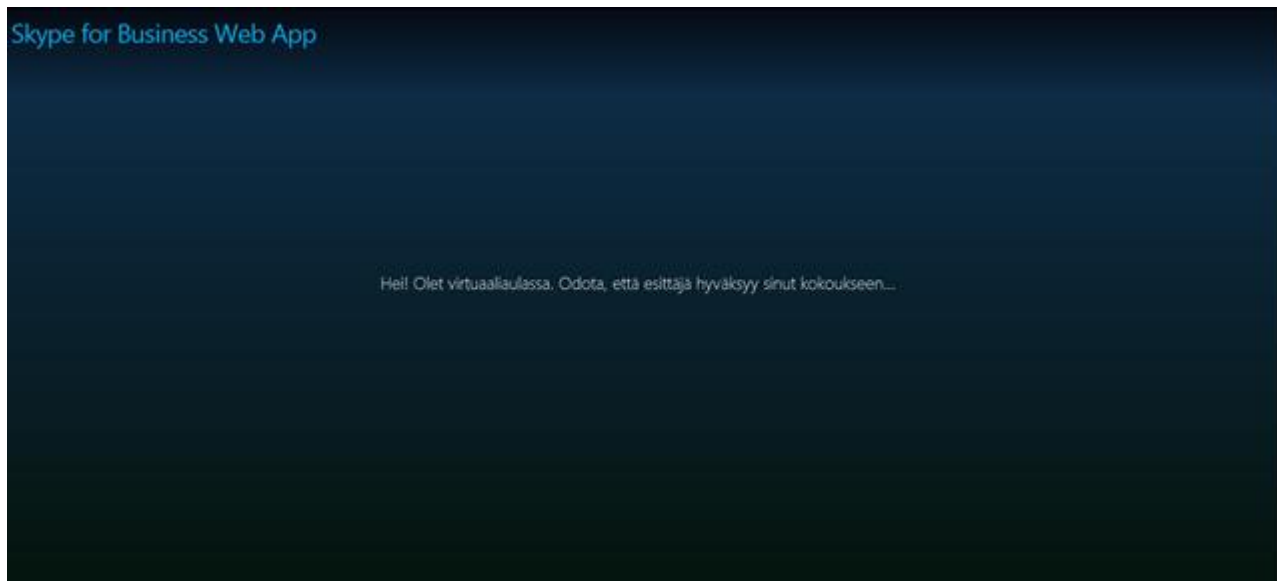 Skype for Business Web App
Hei! Olet virtuaaliaulassa. Odota, että esittäjä hyväksyy sinut kokoukseen...